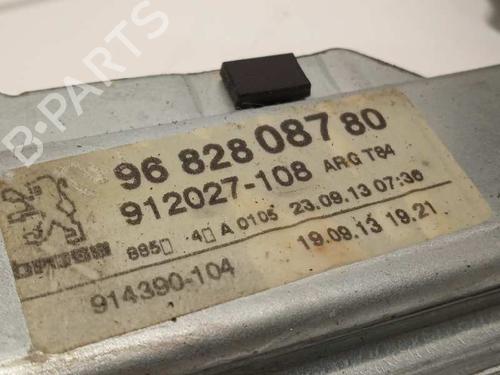 B-PARTS
96 828 087 80
912027-108 ARG T84
885□ 4□ A 0105 23.09.13 07:36
914390-104 19.09.13 19.21